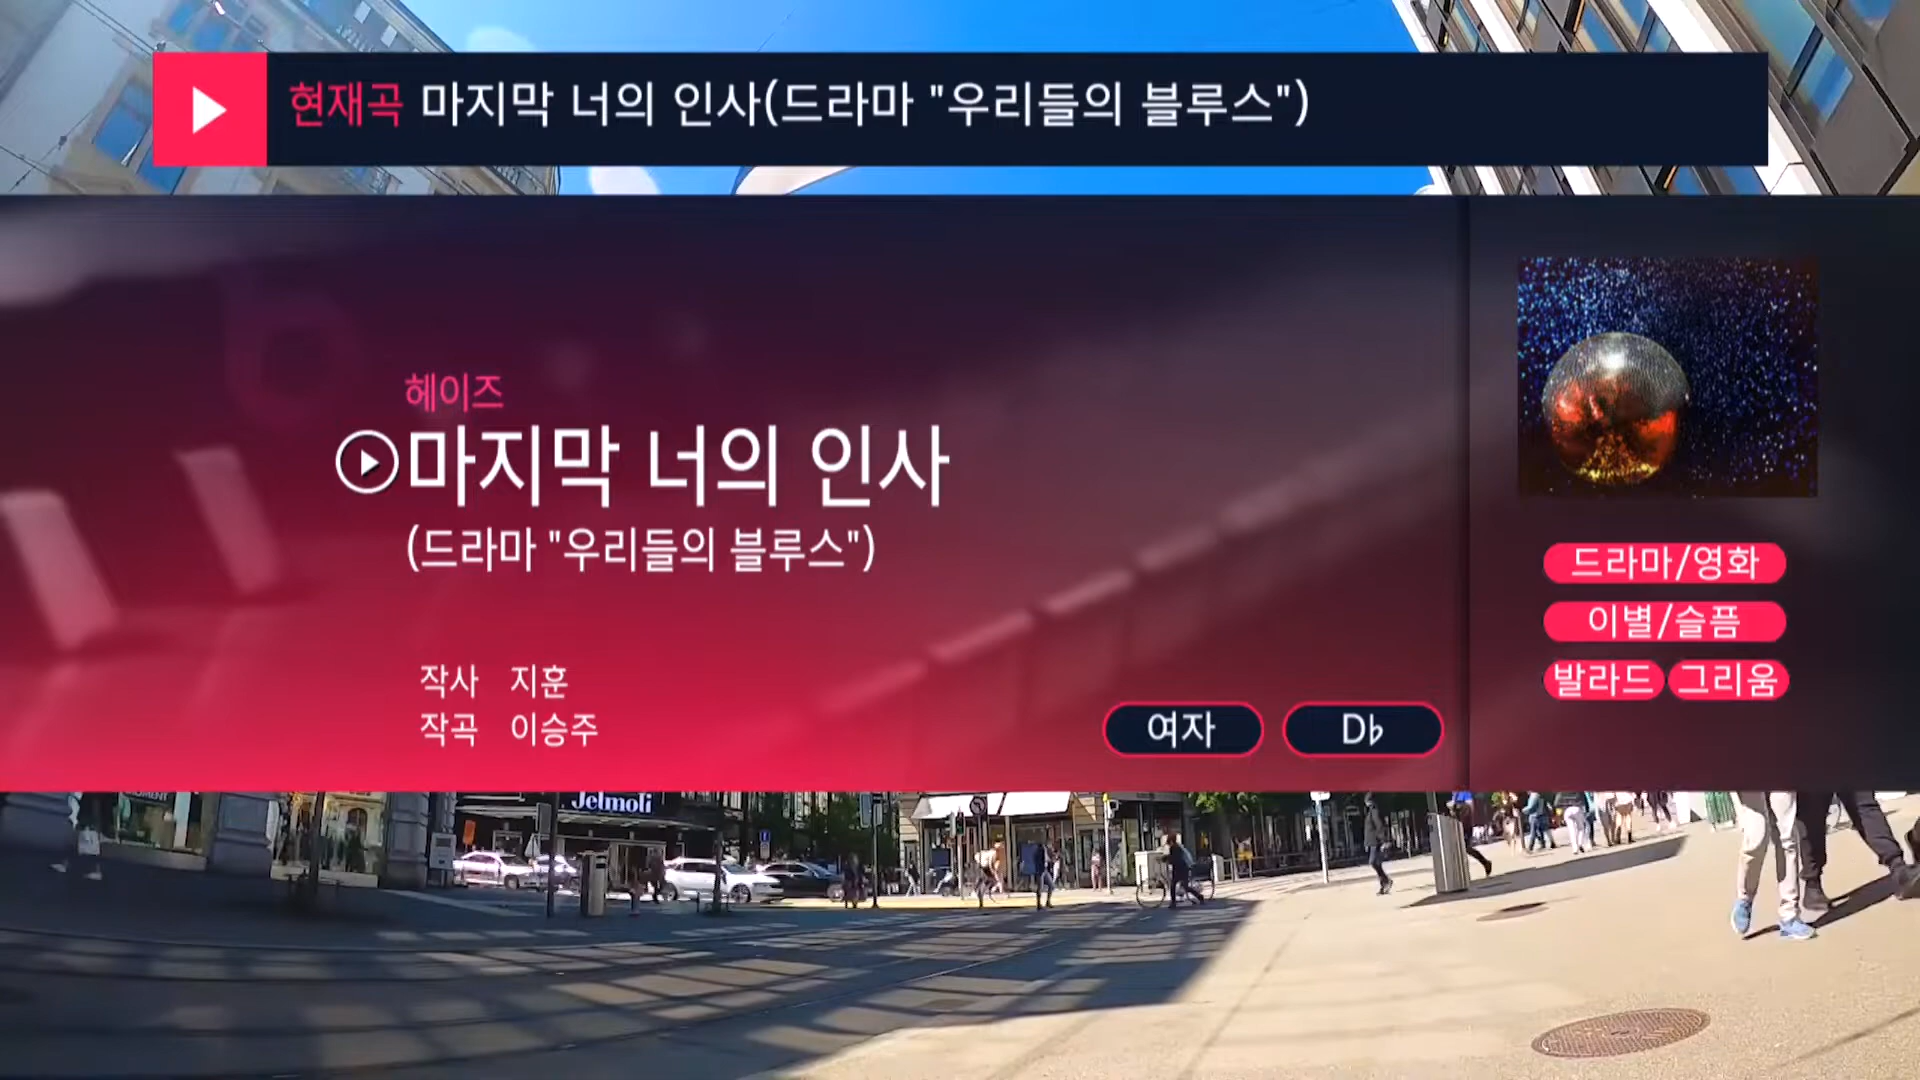 현재곡 마지막 너의 인사(드라마 "우리들의 블루스")
헤이즈
마지막 너의 인사
(드라마 "우리들의 블루스")
작사 지훈
작곡 이승주
여자
D♭
드라마/영화
이별/슬픔
발라드
그리움
Jelmoli